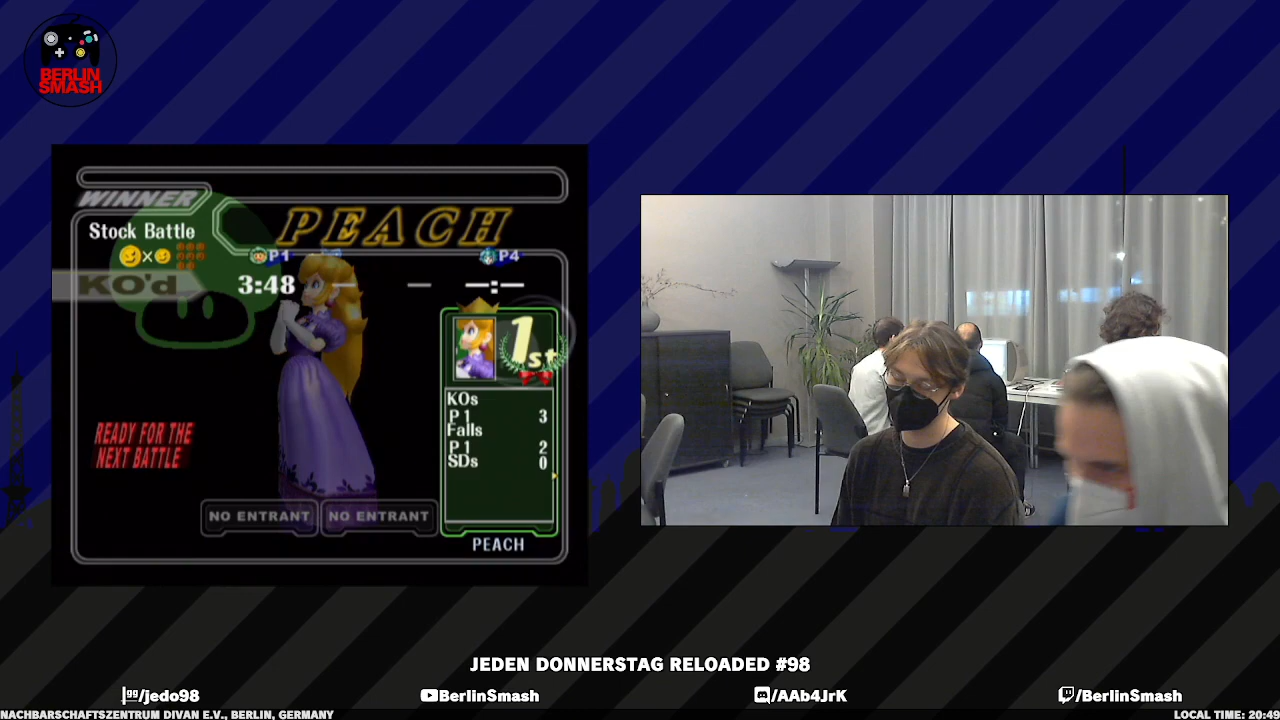 BERLIN
SMASH
WINNER
PEACH
Stock Battle
×
P1
P4
KO'd
3:48
—
—
—:—
1st
KOs
P1 3
Falls
P1 2
SDs 0
READY FOR THE
NEXT BATTLE
NO ENTRANT
NO ENTRANT
PEACH
JEDEN DONNERSTAG RELOADED #98
gg/jedo98
BerlinSmash
/AAb4JrK
/BerlinSmash
NACHBARSCHAFTSZENTRUM DIVAN E.V., BERLIN, GERMANY
LOCAL TIME: 20:49